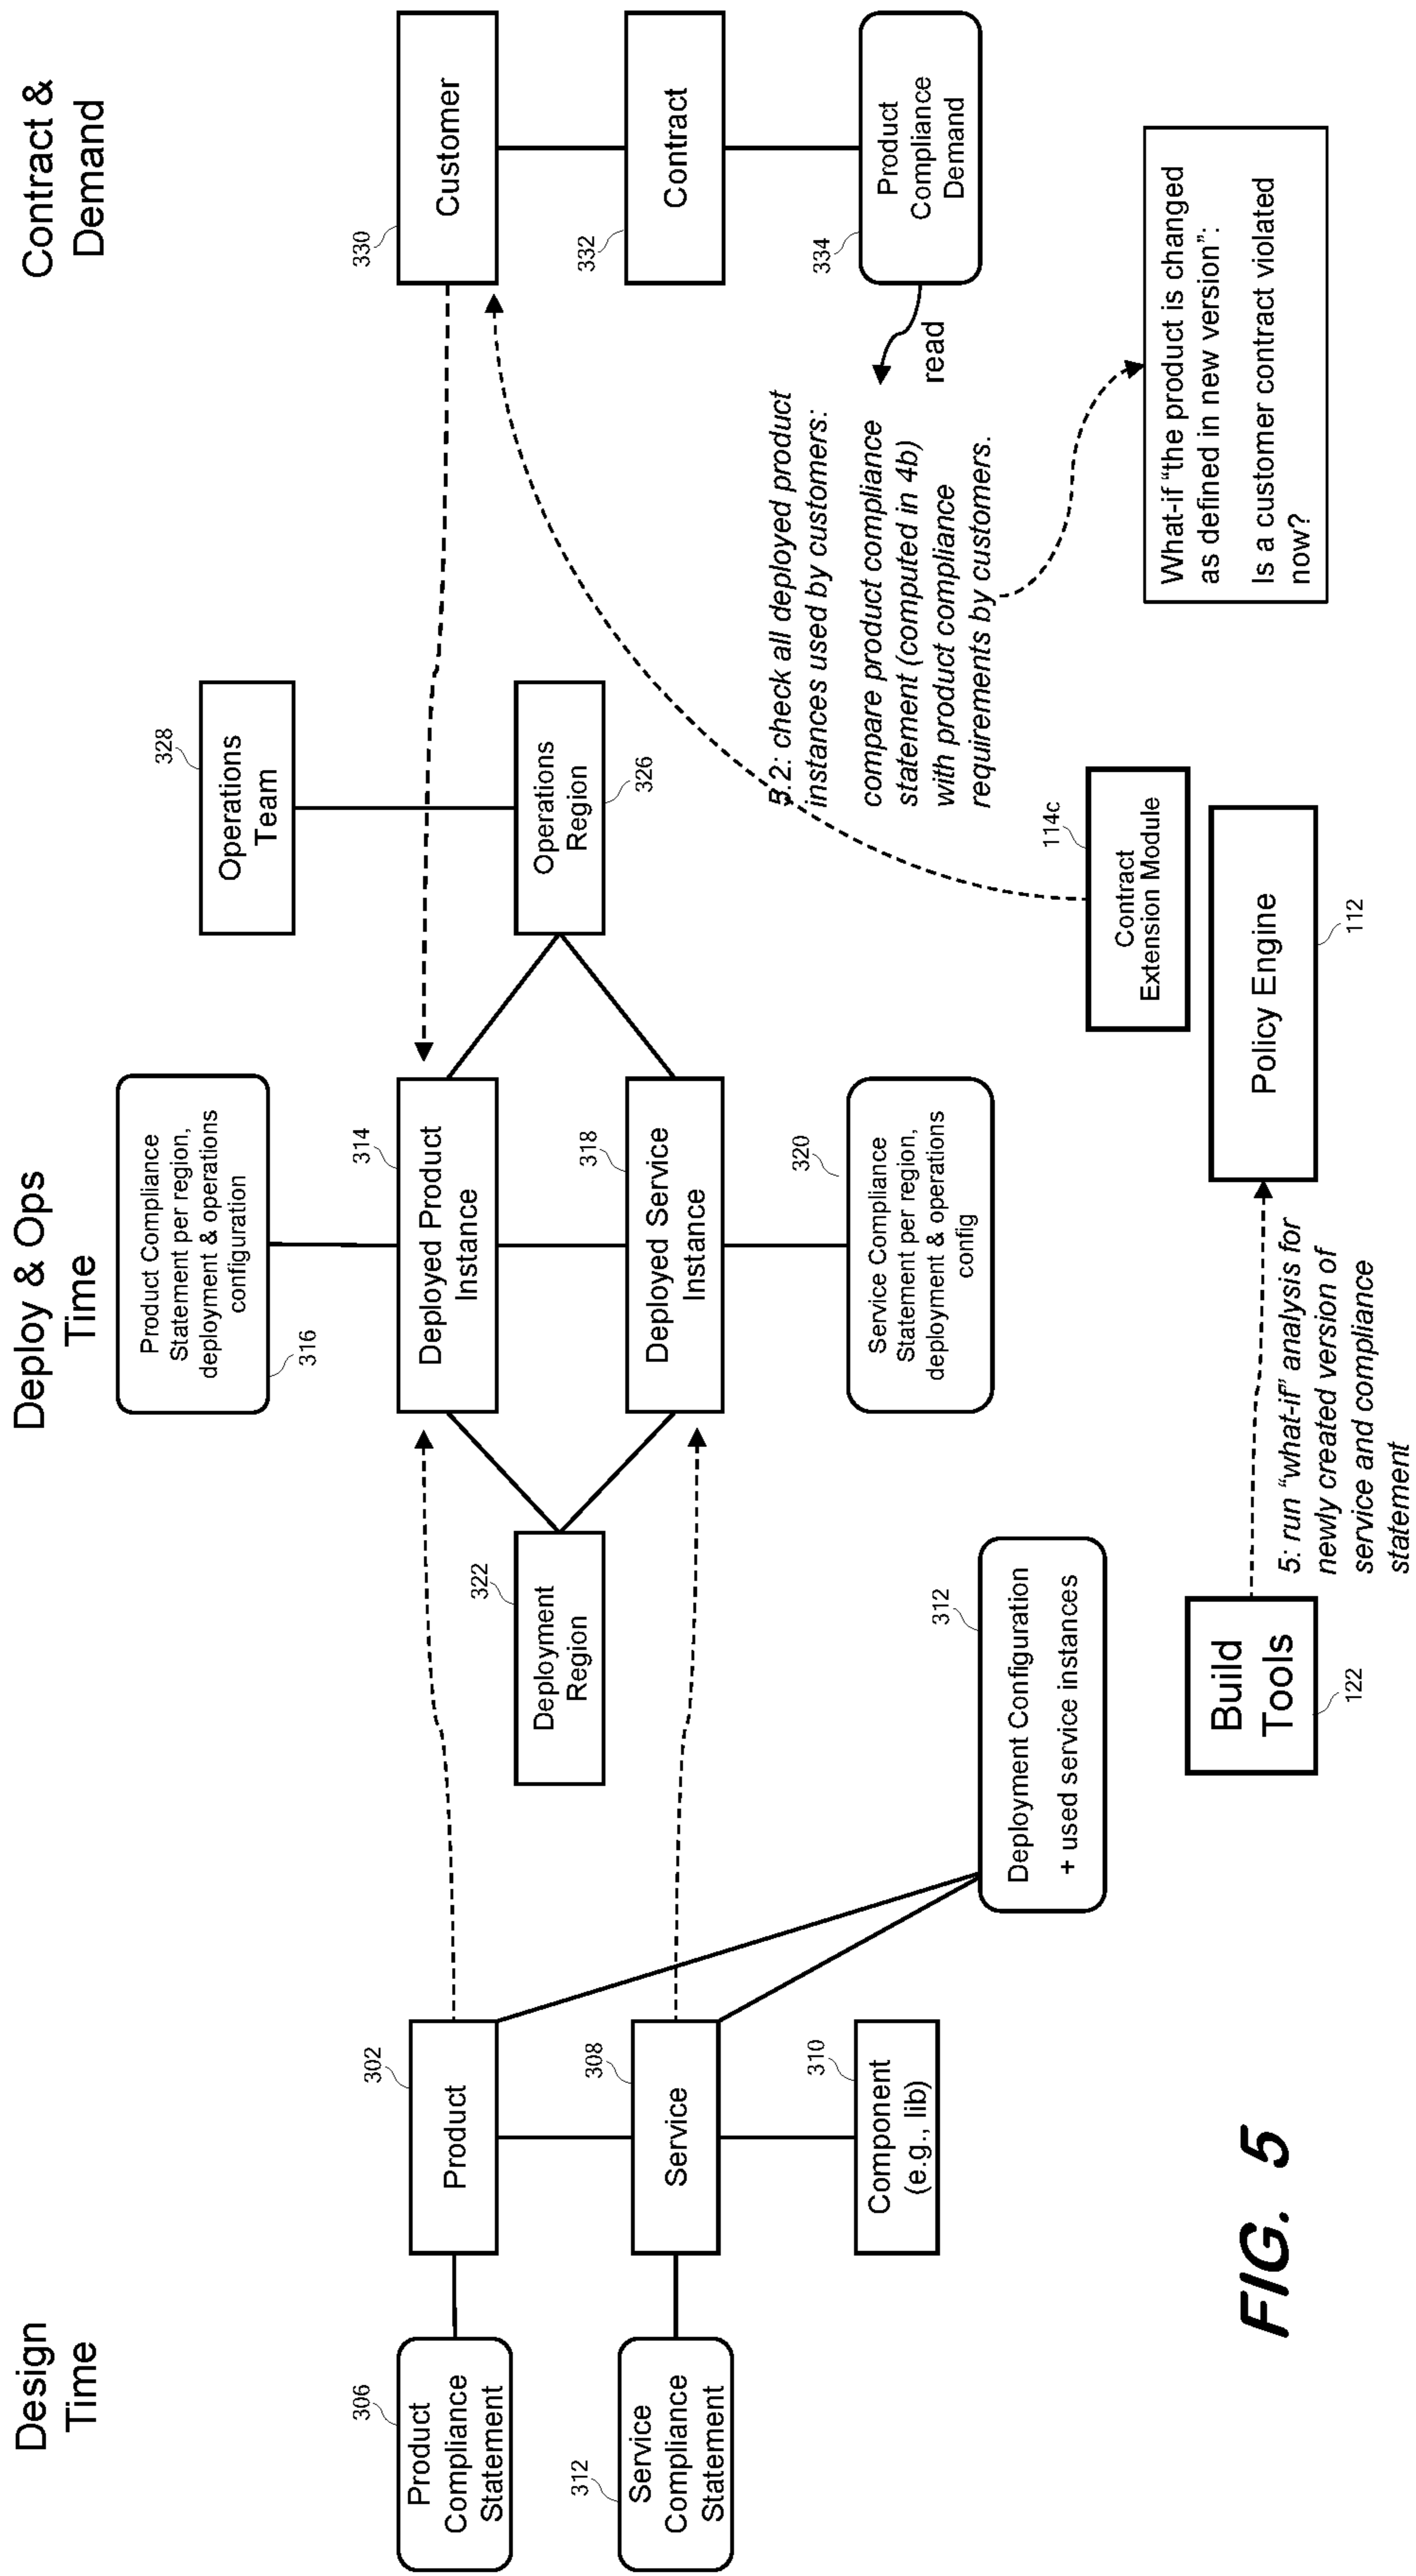 Design
Time
Deploy & Ops
Time
Contract &
Demand
306
Product
Compliance
Statement
312
Service
Compliance
Statement
302
Product
308
Service
310
Component
(e.g., lib)
312
Deployment Configuration
+ used service instances
322
Deployment
Region
Product Compliance
Statement per region,
deployment & operations
configuration
316
314
Deployed Product
Instance
318
Deployed Service
Instance
320
Service Compliance
Statement per region,
deployment & operations
config
328
Operations
Team
Operations
Region
326
330
Customer
332
Contract
334
Product
Compliance
Demand
read
5.2: check all deployed product
instances used by customers:
compare product compliance
statement (computed in 4b)
with product compliance
requirements by customers.
What-if “the product is changed
as defined in new version”:
Is a customer contract violated
now?
114c
Contract
Extension Module
Policy Engine
112
Build
Tools
122
5: run “what-if” analysis for
newly created version of
service and compliance
statement
FIG. 5